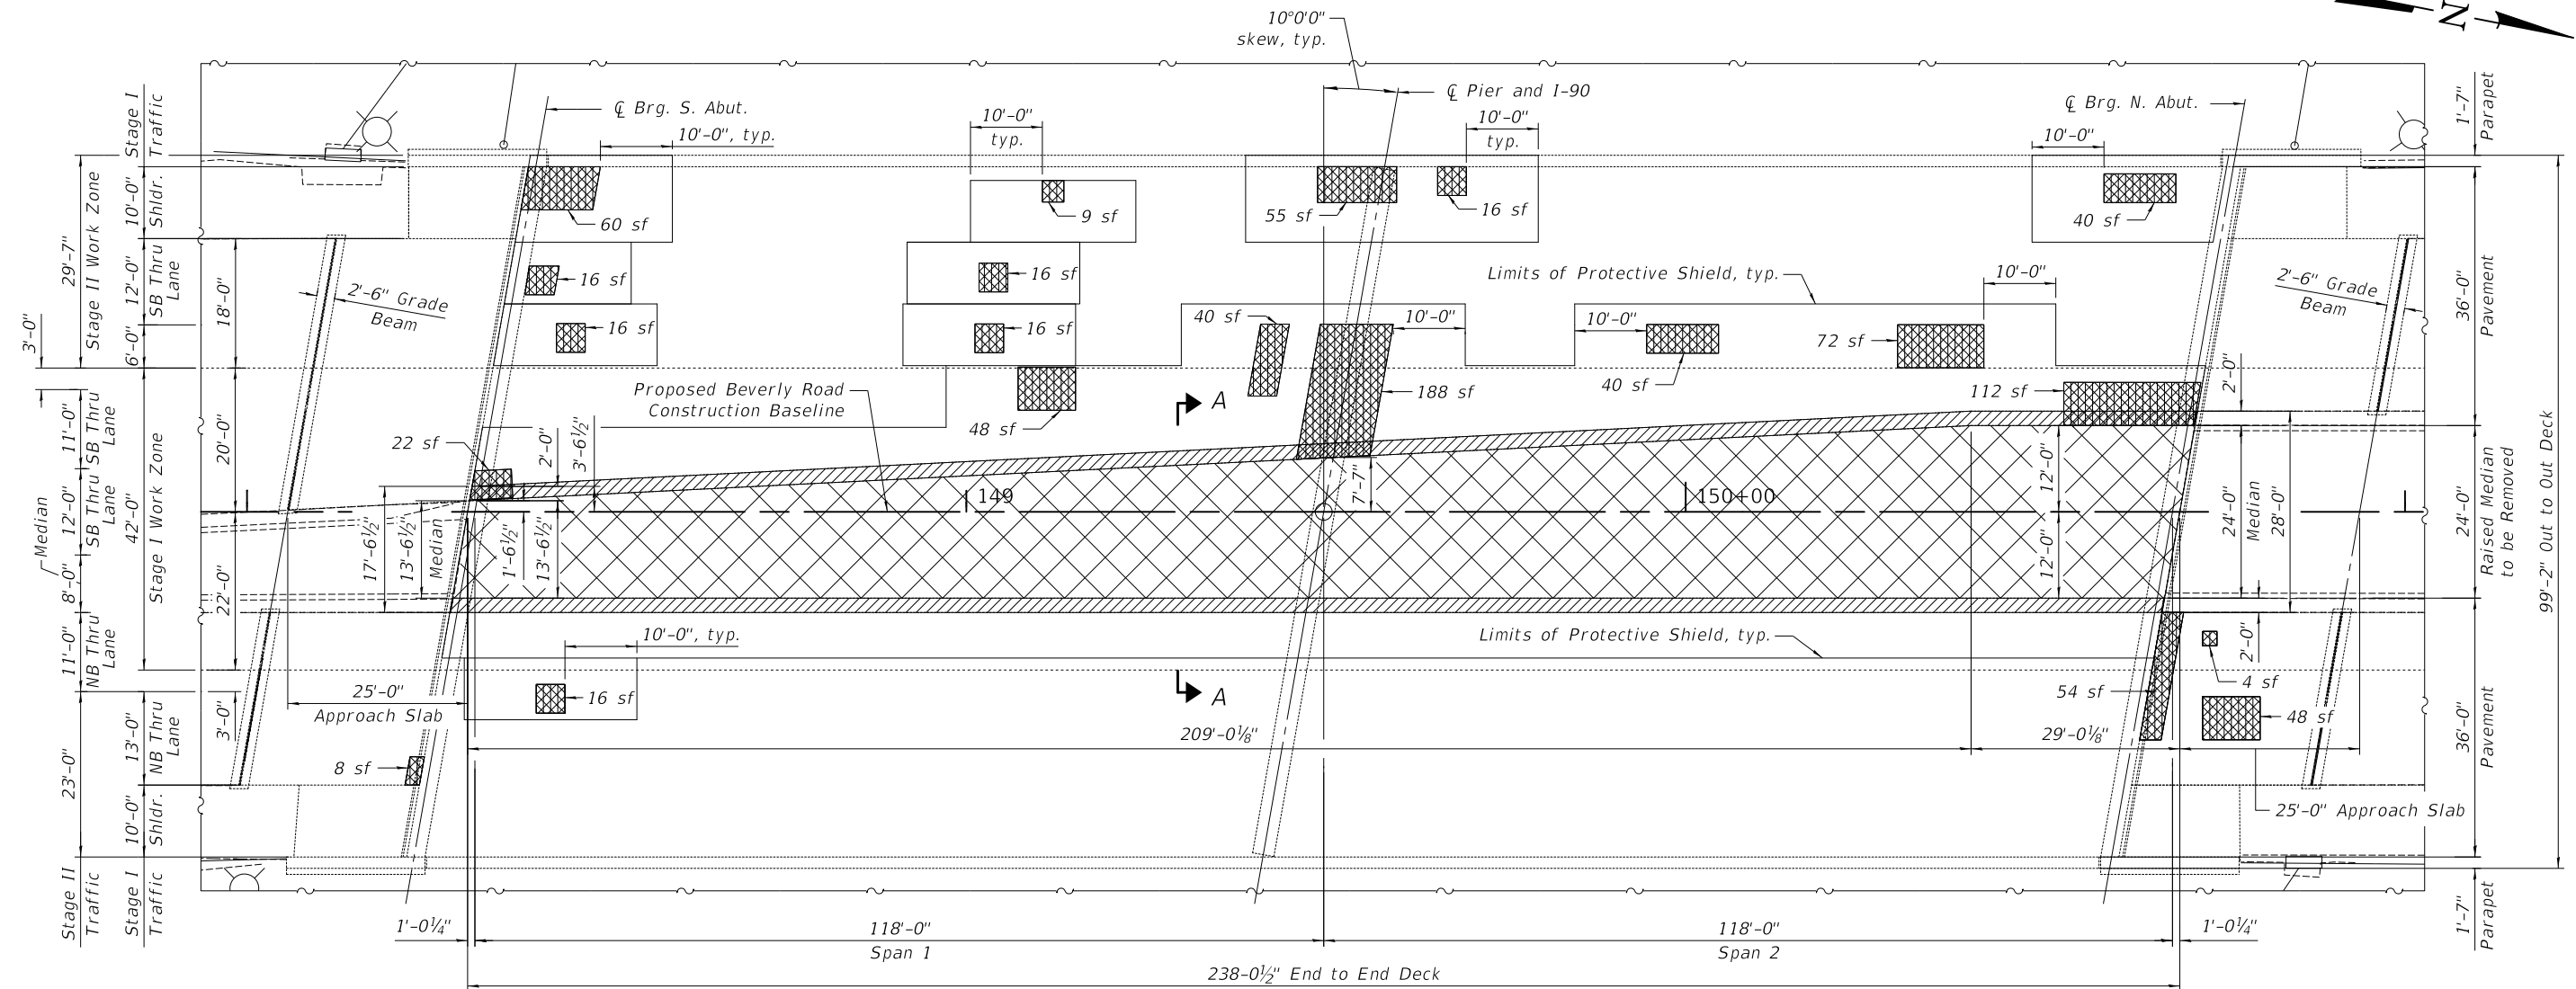 10°0'0"
skew, typ.
N
℄ Brg. S. Abut.
℄ Pier and I-90
℄ Brg. N. Abut.
10'-0", typ.
10'-0"
typ.
10'-0"
typ.
10'-0"
1'-7"
Parapet
Stage I
Traffic
29'-7"
Stage II Work Zone
10'-0"
Shldr.
12'-0"
SB Thru
Lane
6'-0"
18'-0"
3'-0"
2'-6" Grade
Beam
60 sf
9 sf
55 sf
16 sf
40 sf
16 sf
16 sf
Limits of Protective Shield, typ.
10'-0"
2'-6" Grade
Beam
36'-0"
Pavement
16 sf
16 sf
40 sf
10'-0"
10'-0"
72 sf
Proposed Beverly Road
Construction Baseline
48 sf
A
188 sf
40 sf
112 sf
2'-0"
11'-0"
SB Thru
Lane
12'-0"
SB Thru
Lane
Median
8'-0"
42'-0"
Stage I Work Zone
20'-0"
22'-0"
22 sf
2'-0"
3'-6½"
17'-6½"
13'-6½"
Median
1'-6½"
13'-6½"
149
7'-7"
150+00
12'-0"
12'-0"
24'-0"
Median
28'-0"
24'-0"
Raised Median
to be Removed
99'-2" Out to Out Deck
11'-0"
NB Thru
Lane
10'-0", typ.
Limits of Protective Shield, typ.
2'-0"
4 sf
25'-0"
Approach Slab
16 sf
A
54 sf
48 sf
3'-0"
13'-0"
NB Thru
Lane
23'-0"
8 sf
209'-0⅛"
29'-0⅛"
36'-0"
Pavement
10'-0"
Shldr.
25'-0" Approach Slab
Stage II
Traffic
Stage I
Traffic
1'-0¼"
118'-0"
Span 1
118'-0"
Span 2
1'-0¼"
1'-7"
Parapet
238-0½" End to End Deck